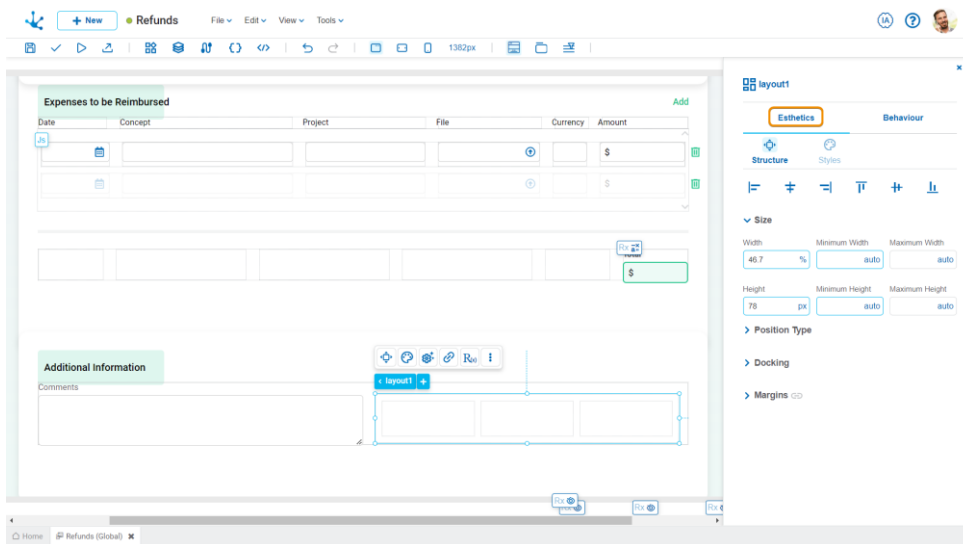 + New
Refunds
File
Edit
View
Tools
IA
?
</>
1382px
layout1
Expenses to be Reimbursed
Add
Esthetics
Behaviour
Date
Concept
Project
File
Currency
Amount
Js
$
Structure
Styles
$
Size
Width
Minimum Width
Maximum Width
Rx
46.7
%
auto
auto
$
Height
Minimum Height
Maximum Height
78
px
auto
auto
Position Type
Additional Information
Docking
layout1 +
Comments
Margins
Rx
Rx
Rx
Home
Refunds (Global)